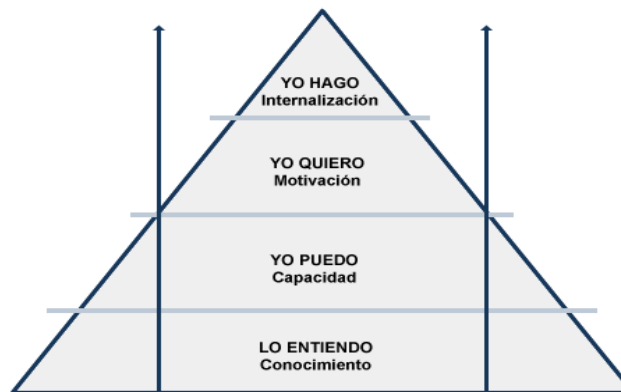 YO HAGO
Internalización
YO QUIERO
Motivación
YO PUEDO
Capacidad
LO ENTIENDO
Conocimiento